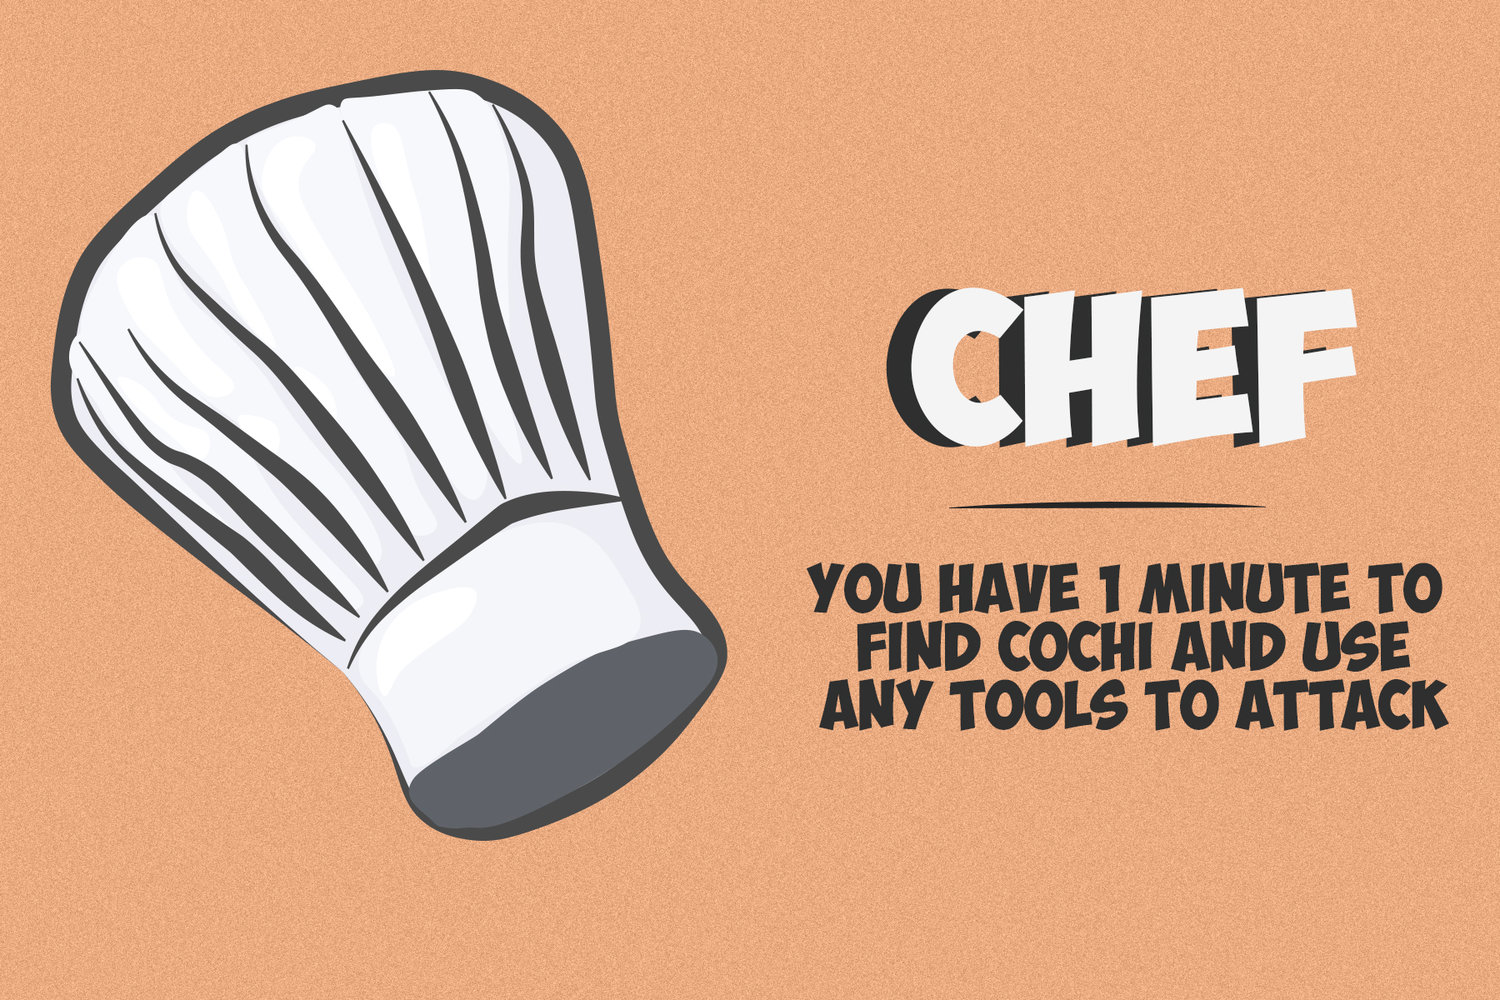 CHEF
YOU HAVE 1 MINUTE TO
FIND COCHI AND USE
ANY TOOLS TO ATTACK